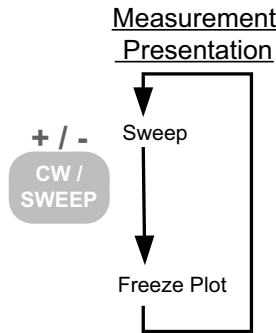 Measurement
Presentation
+ / -
Sweep
CW /
SWEEP
Freeze Plot